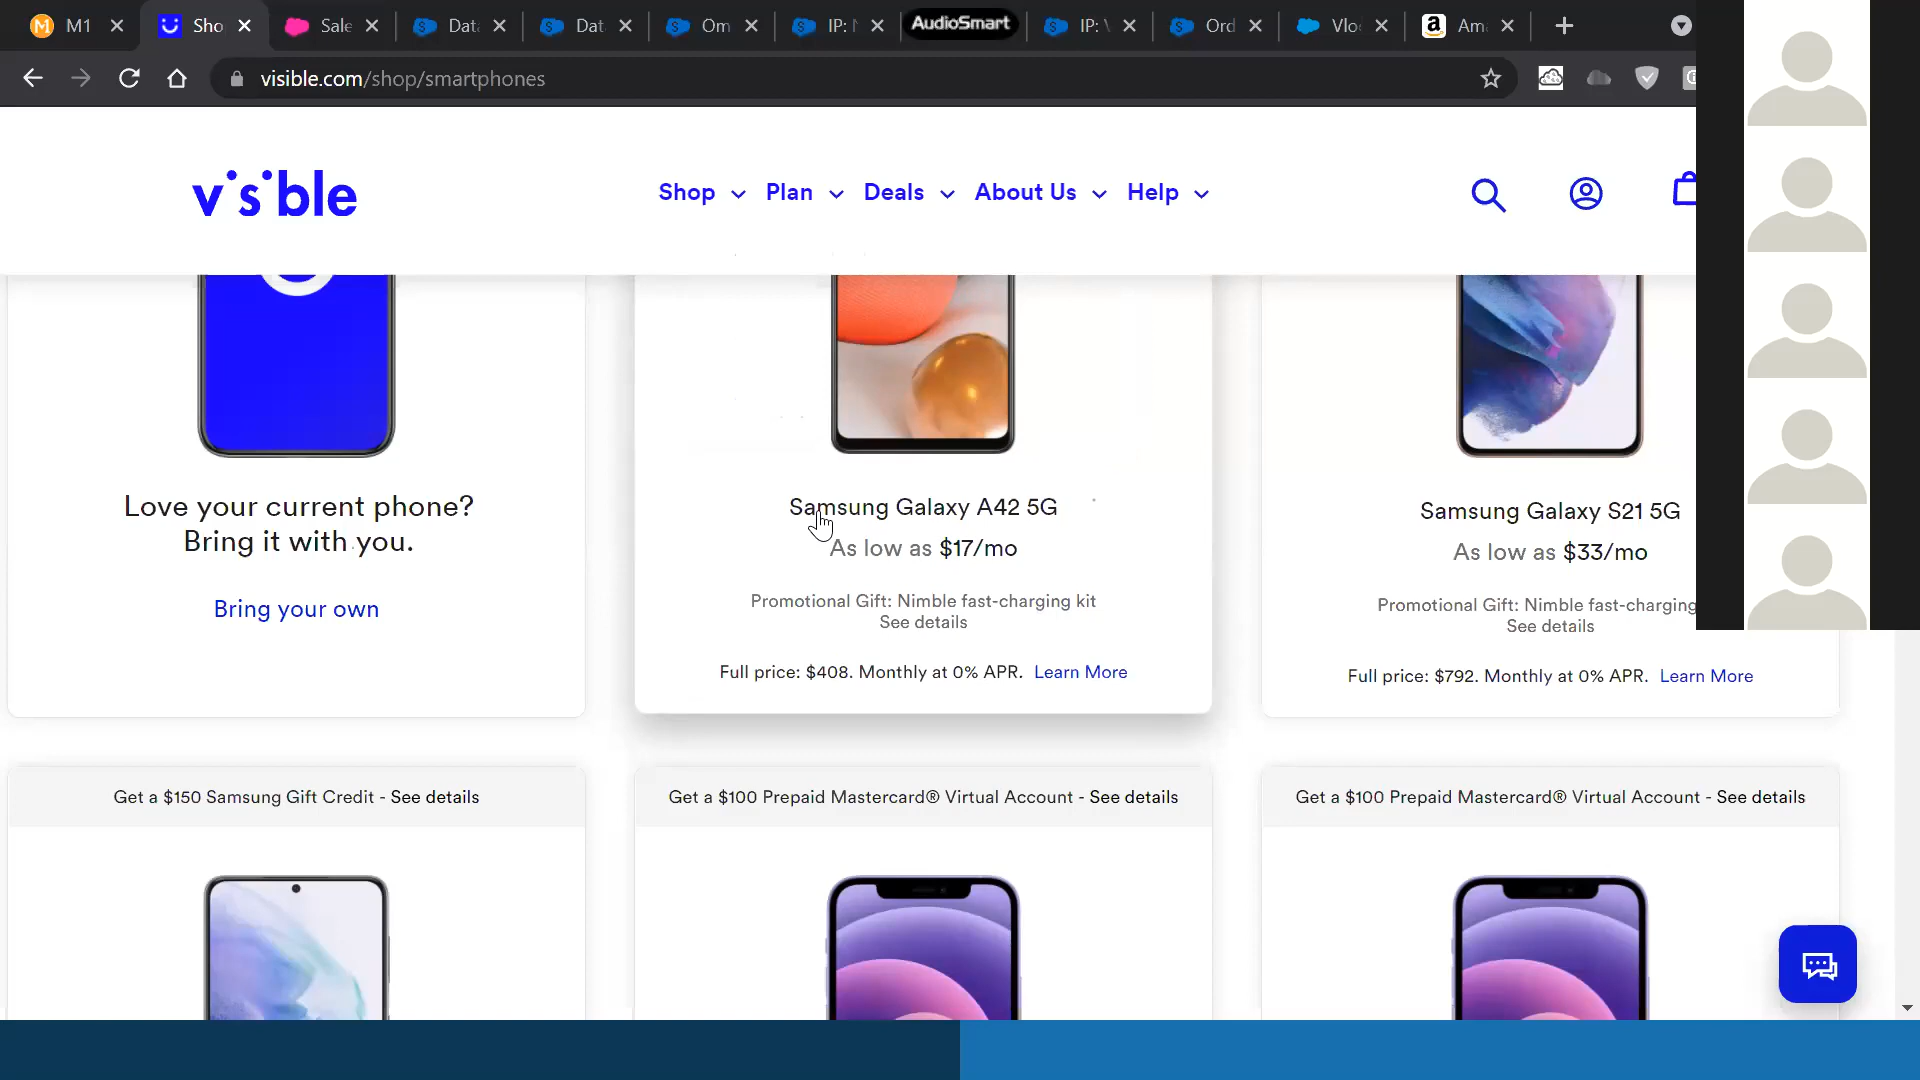 M1
Sho
Sale
Data
Dat
Om
IP: N
AudioSmart
IP: V
Ord
Vlo
Am
visible.com/shop/smartphones
visible
Shop
Plan
Deals
About Us
Help
Love your current phone?
Bring it with you.
Bring your own
Samsung Galaxy A42 5G
As low as $17/mo
Promotional Gift: Nimble fast-charging kit
See details
Full price: $408. Monthly at 0% APR. Learn More
Samsung Galaxy S21 5G
As low as $33/mo
Promotional Gift: Nimble fast-charging
See details
Full price: $792. Monthly at 0% APR. Learn More
Get a $150 Samsung Gift Credit - See details
Get a $100 Prepaid Mastercard® Virtual Account - See details
Get a $100 Prepaid Mastercard® Virtual Account - See details